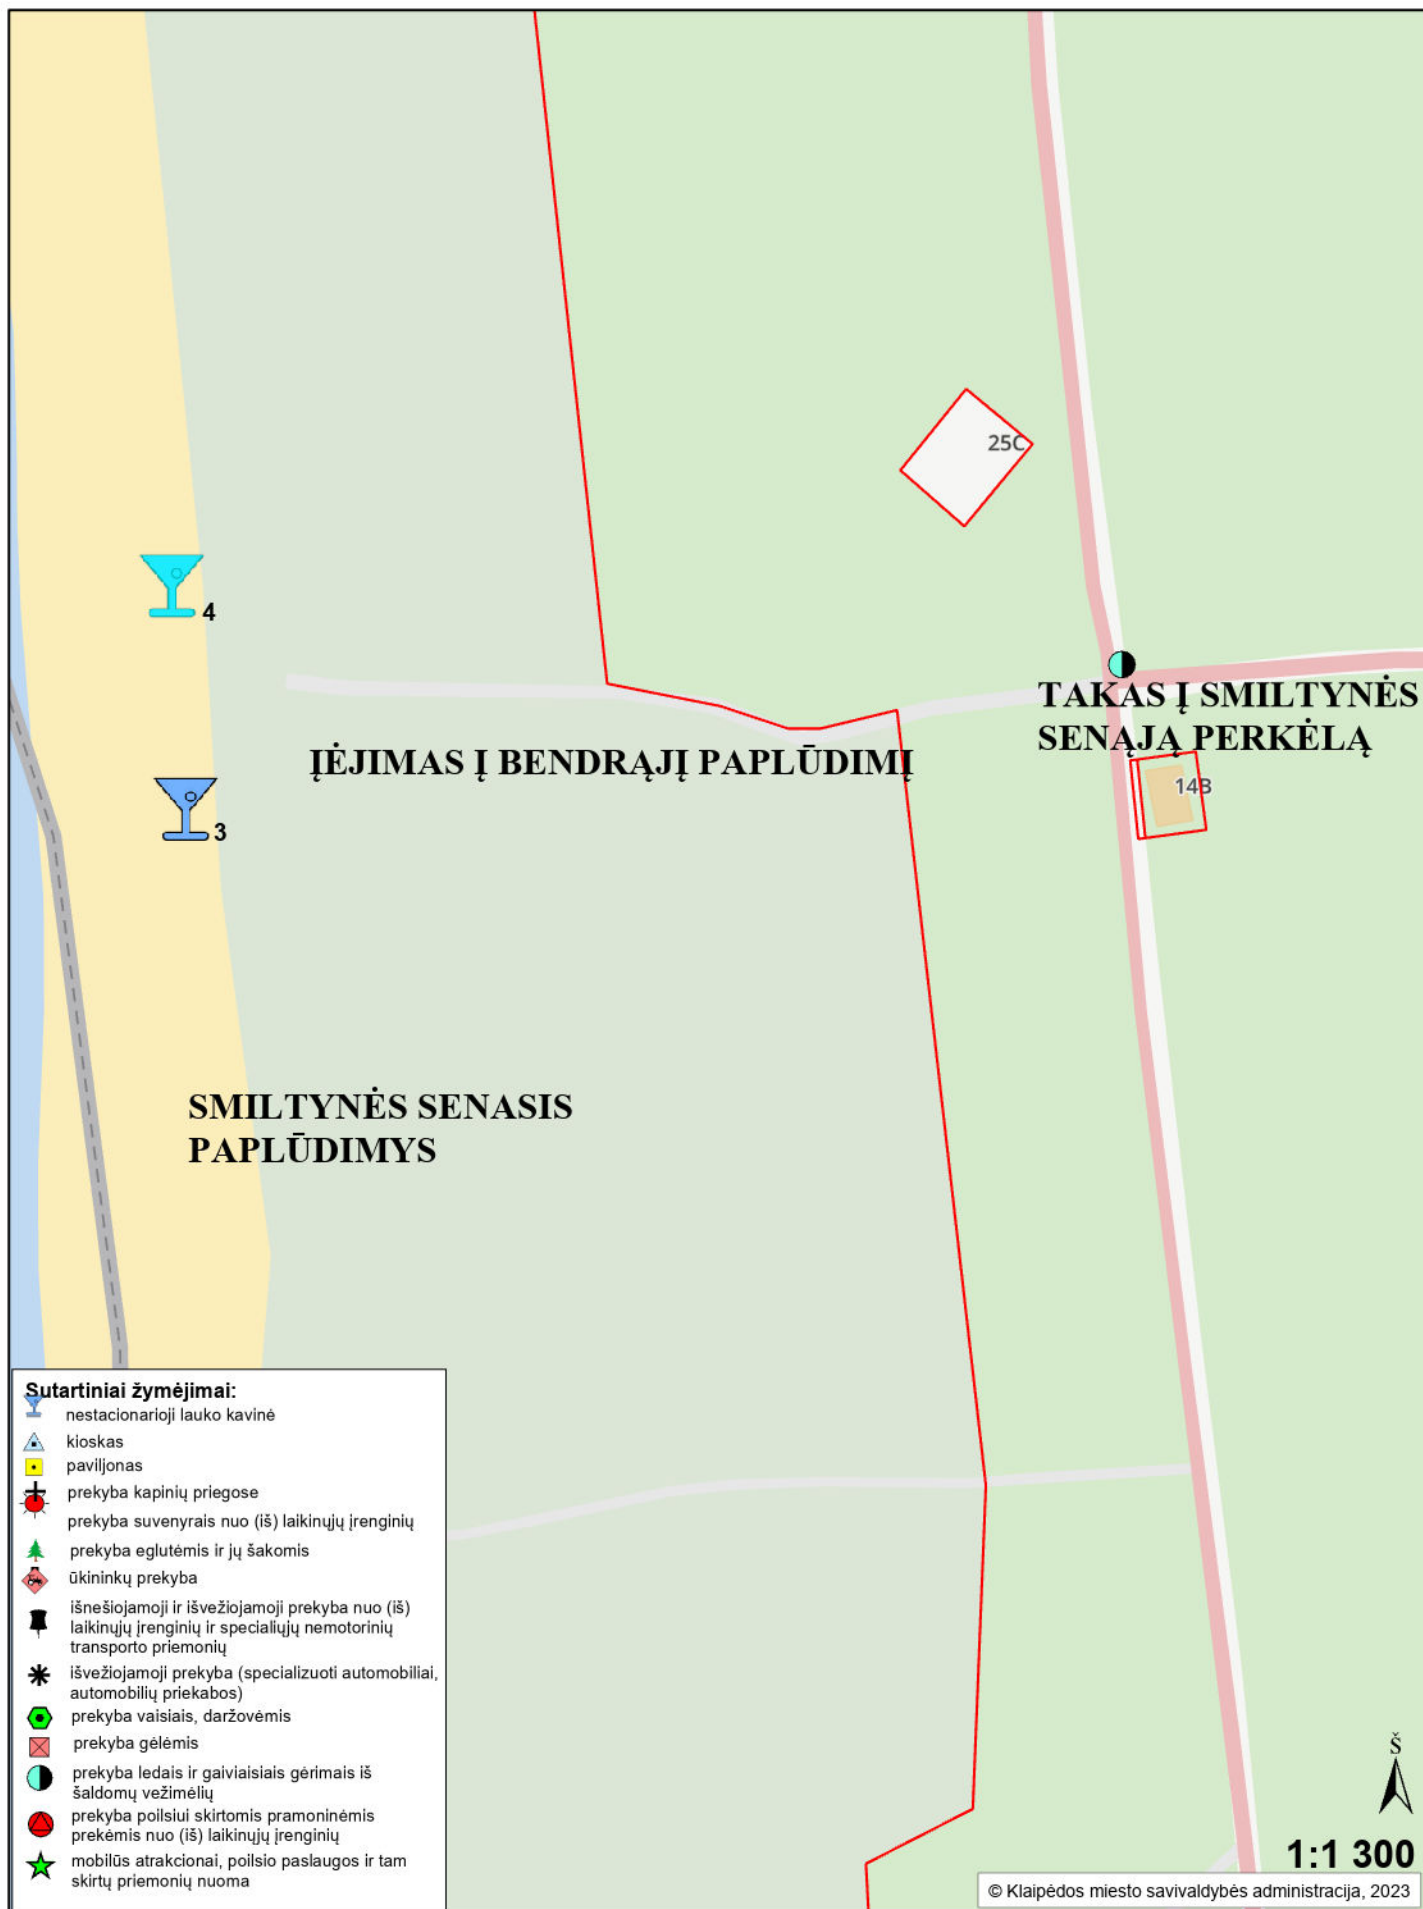 25C
4
TAKAS Į SMILTYNĖS
SENĄJĄ PERKĖLĄ
ĮĖJIMAS Į BENDRĄJĮ PAPLŪDIMĮ
14B
3
SMILTYNĖS SENASIS
PAPLŪDIMYS
Sutartiniai žymėjimai:
nestacionarioji lauko kavinė
kioskas
paviljonas
prekyba kapinių priegose
prekyba suvenyrais nuo (iš) laikinųjų įrenginių
prekyba eglutėmis ir jų šakomis
ūkininkų prekyba
išnešiojamoji ir išvežiojamoji prekyba nuo (iš)
laikinųjų įrenginių ir specialiųjų nemotorinių
transporto priemonių
išvežiojamoji prekyba (specializuoti automobiliai,
automobilių priekabos)
prekyba vaisiais, daržovėmis
prekyba gėlėmis
prekyba ledais ir gaiviaisiais gėrimais iš
šaldomų vežimėlių
prekyba poilsiui skirtomis pramoninėmis
prekėmis nuo (iš) laikinųjų įrenginių
mobilūs atrakcionai, poilsio paslaugos ir tam
skirtų priemonių nuoma
Š
1:1 300
© Klaipėdos miesto savivaldybės administracija, 2023